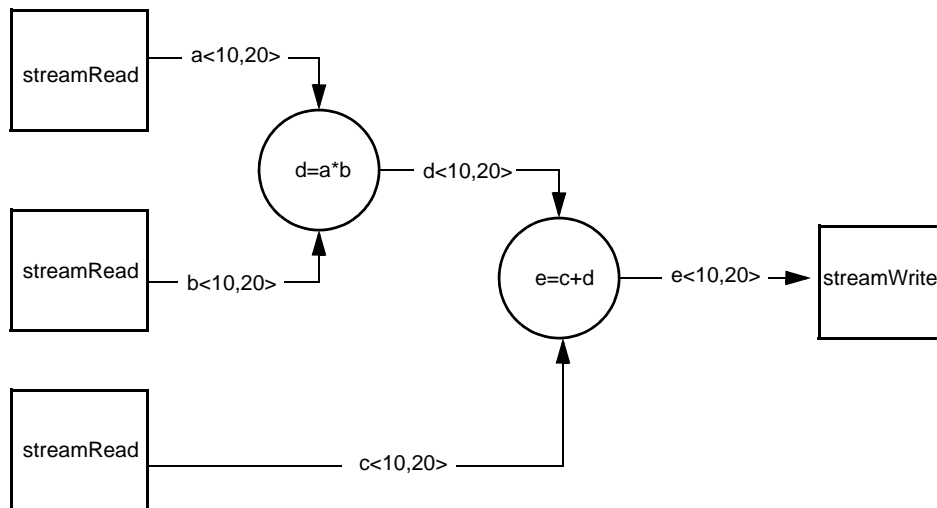 streamRead
a<10,20>
d=a*b
d<10,20>
streamRead
b<10,20>
e=c+d
e<10,20>
streamWrite
streamRead
c<10,20>